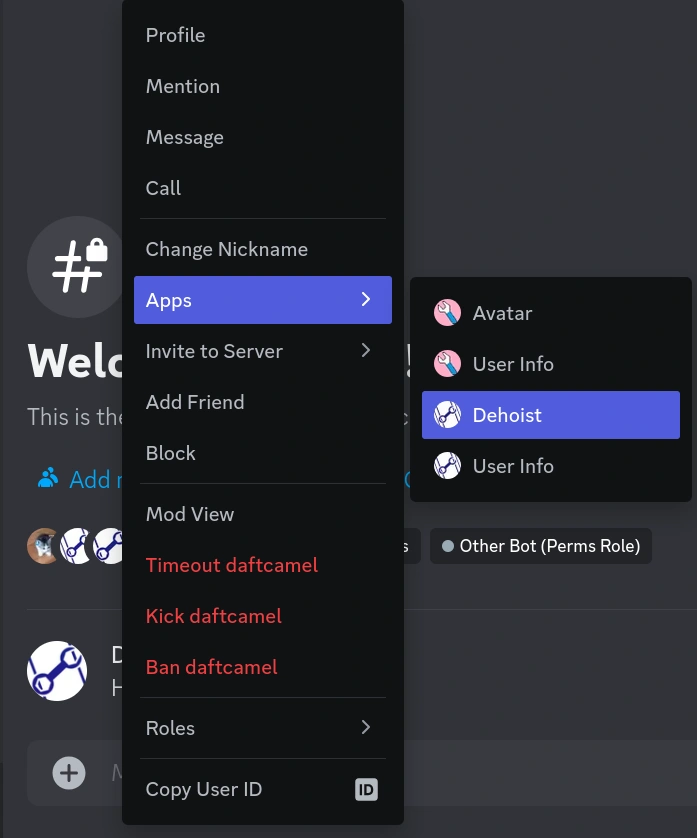 Profile
Mention
Message
Call
Change Nickname
Apps
Invite to Server
Add Friend
Block
Mod View
Timeout daftcamel
Kick daftcamel
Ban daftcamel
Roles
Copy User ID
ID
Avatar
User Info
Dehoist
User Info
This is the
Add
Other Bot (Perms Role)